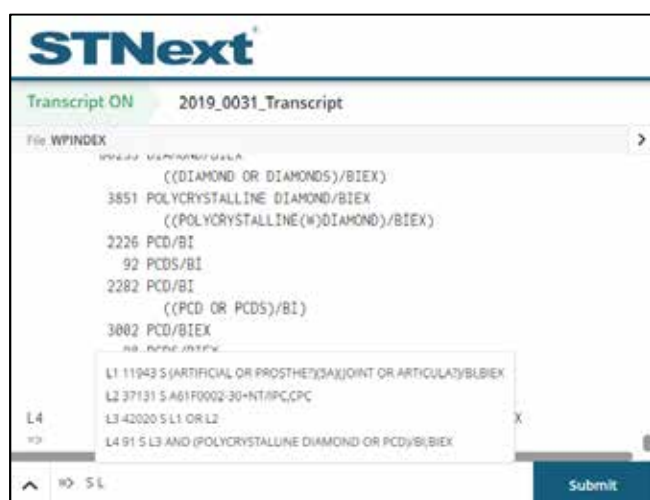 STNext
Transcript ON 2019_0031_Transcript
File WPINDEX
((DIAMOND OR DIAMONDS)/BIEX)
3851 POLYCRYSTALLINE DIAMOND/BIEX
((POLYCRYSTALLINE(W)DIAMOND)/BIEX)
2226 PCD/BI
92 PCDS/BI
2282 PCD/BI
((PCD OR PCDS)/BI)
3002 PCD/BIEX
L1 11943 S (ARTIFICIAL OR PROSTHE?)(5A)(JOINT OR ARTICULA?)/BI,BIEX
L2 37131 S A61F0002-30+NT/IPC,CPC
L3 42020 S L1 OR L2
L4 X
L4 91 S L3 AND (POLYCRYSTALLINE DIAMOND OR PCD)/BI,BIEX
=>
=> S L
Submit